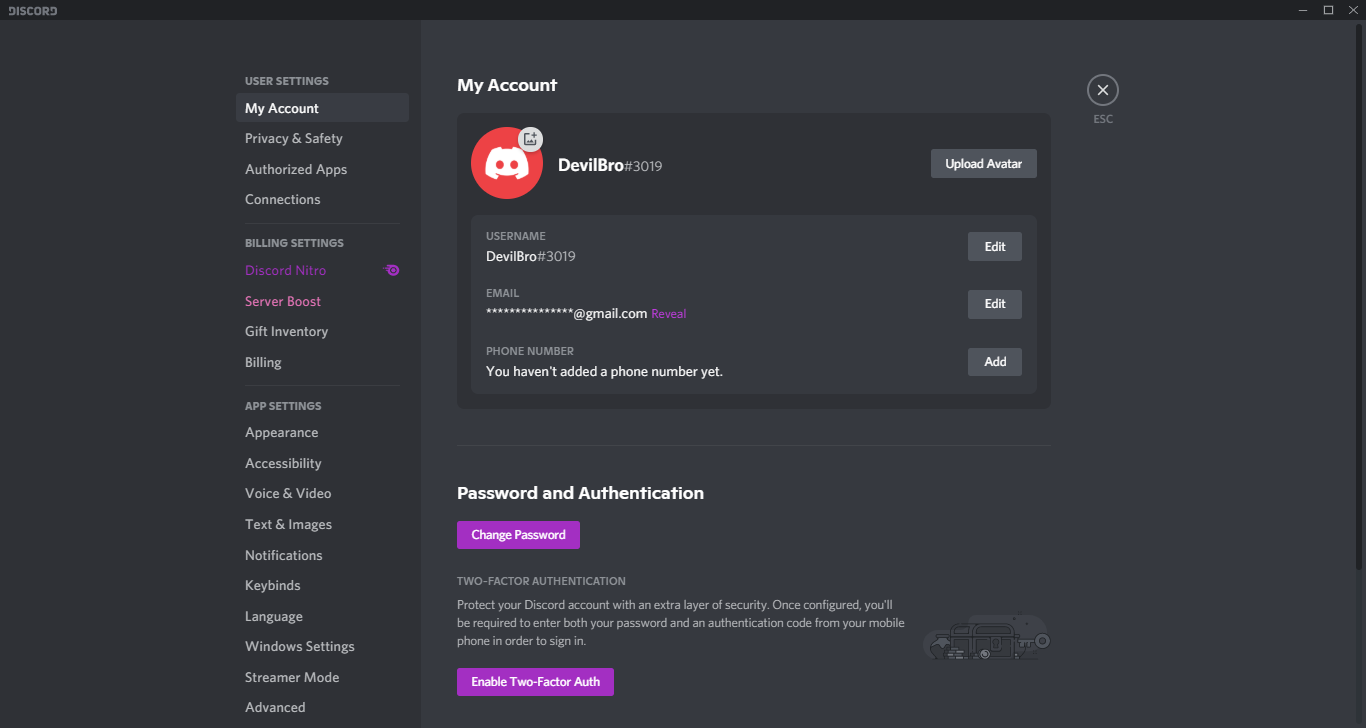 DISCORD
USER SETTINGS
My Account
Privacy & Safety
Authorized Apps
Connections
BILLING SETTINGS
Discord Nitro
Server Boost
Gift Inventory
Billing
APP SETTINGS
Appearance
Accessibility
Voice & Video
Text & Images
Notifications
Keybinds
Language
Windows Settings
Streamer Mode
Advanced
My Account
ESC
DevilBro#3019
Upload Avatar
USERNAME
DevilBro#3019
Edit
EMAIL
***************@gmail.com Reveal
Edit
PHONE NUMBER
You haven't added a phone number yet.
Add
Password and Authentication
Change Password
TWO-FACTOR AUTHENTICATION
Protect your Discord account with an extra layer of security. Once configured, you'll
be required to enter both your password and an authentication code from your mobile
phone in order to sign in.
Enable Two-Factor Auth